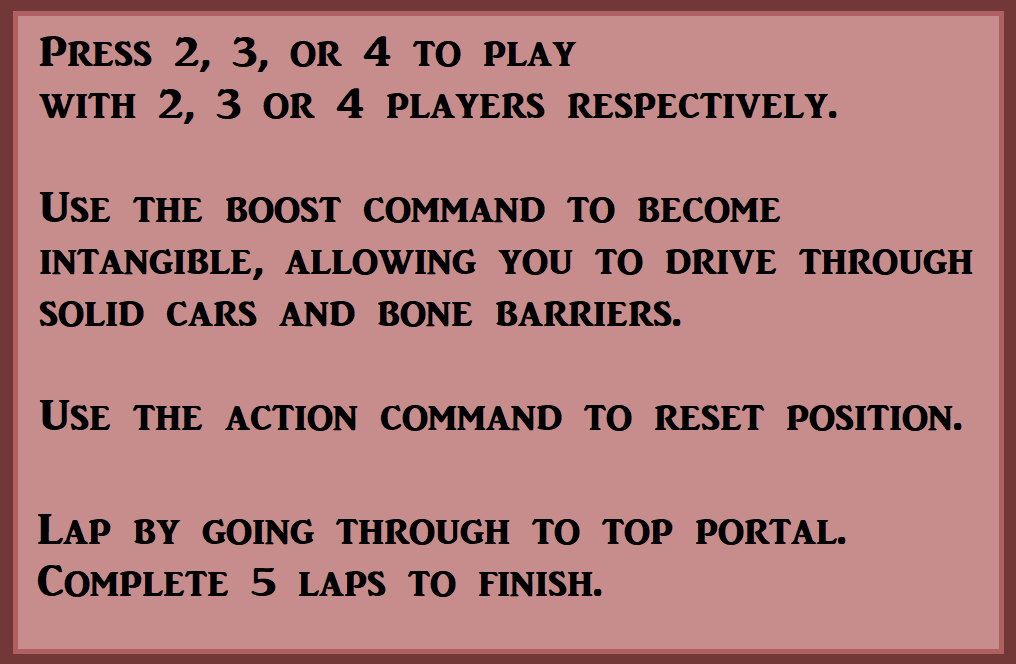 Press 2, 3, or 4 to play
with 2, 3 or 4 players respectively.
Use the boost command to become
intangible, allowing you to drive through
solid cars and bone barriers.
Use the action command to reset position.
Lap by going through to top portal.
Complete 5 laps to finish.